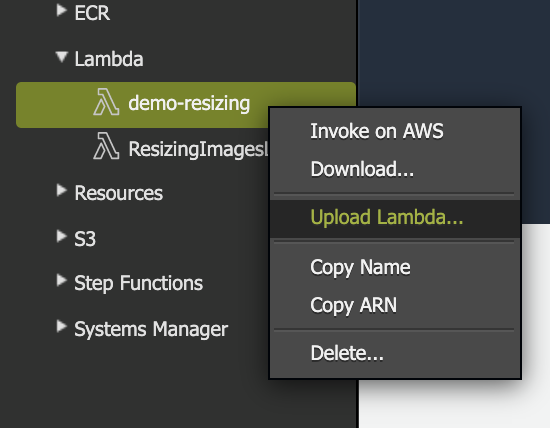 ECR
Lambda
demo-resizing
ResizingImages
Invoke on AWS
Download...
Upload Lambda...
Copy Name
Copy ARN
Delete...
Resources
S3
Step Functions
Systems Manager